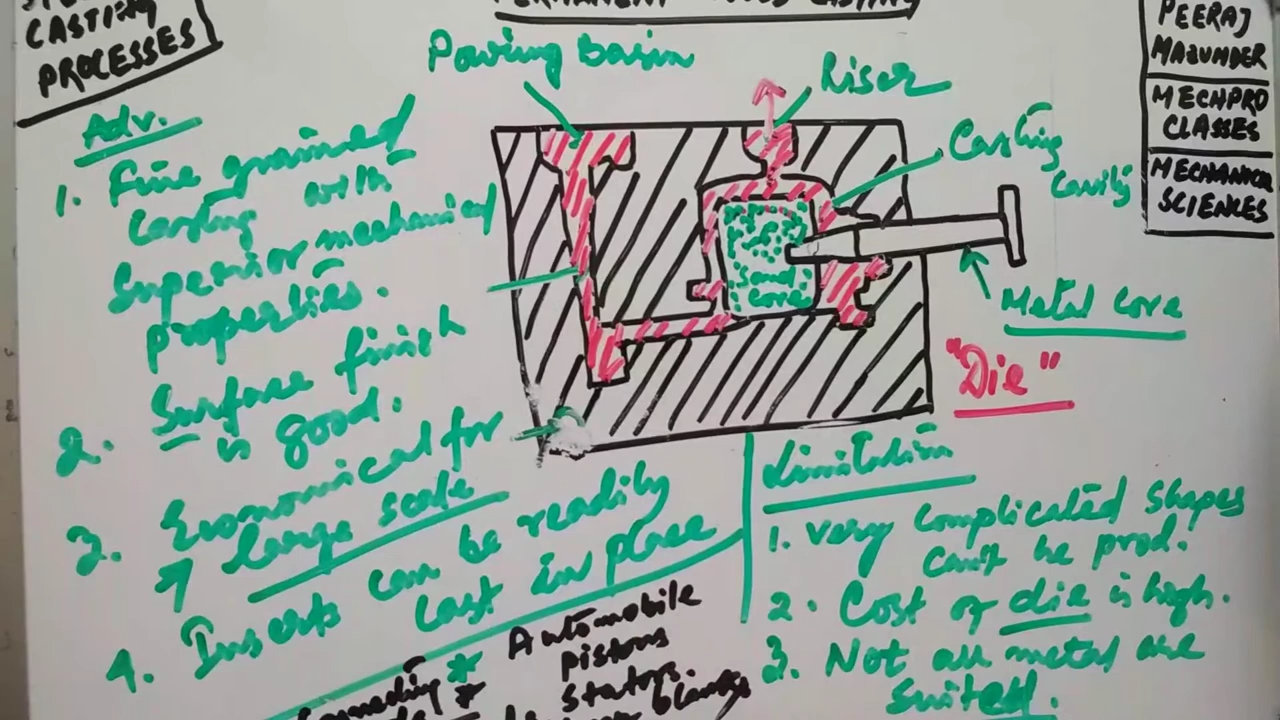 CASTING
PROCESSES
PERMANENT
CASTING
PEERAJ
MAZUMDER
MECHPRO
CLASSES
MECHANICAL
SCIENCES
Adv.
1. Fine grained
casting with
Superior mechanical
properties.
2. Surface finish
is good.
3. Economical for
large scale
4. Inserts can be readily
cast in place
Pouring basin
Riser
Casting
Cavity
Sand
Core
Metal Core
"Die"
Limitation
1. Very complicated shapes
can't be prod.
2. Cost of die is high.
3. Not all metal are
suited.
* Automobile
pistons
*
stators.